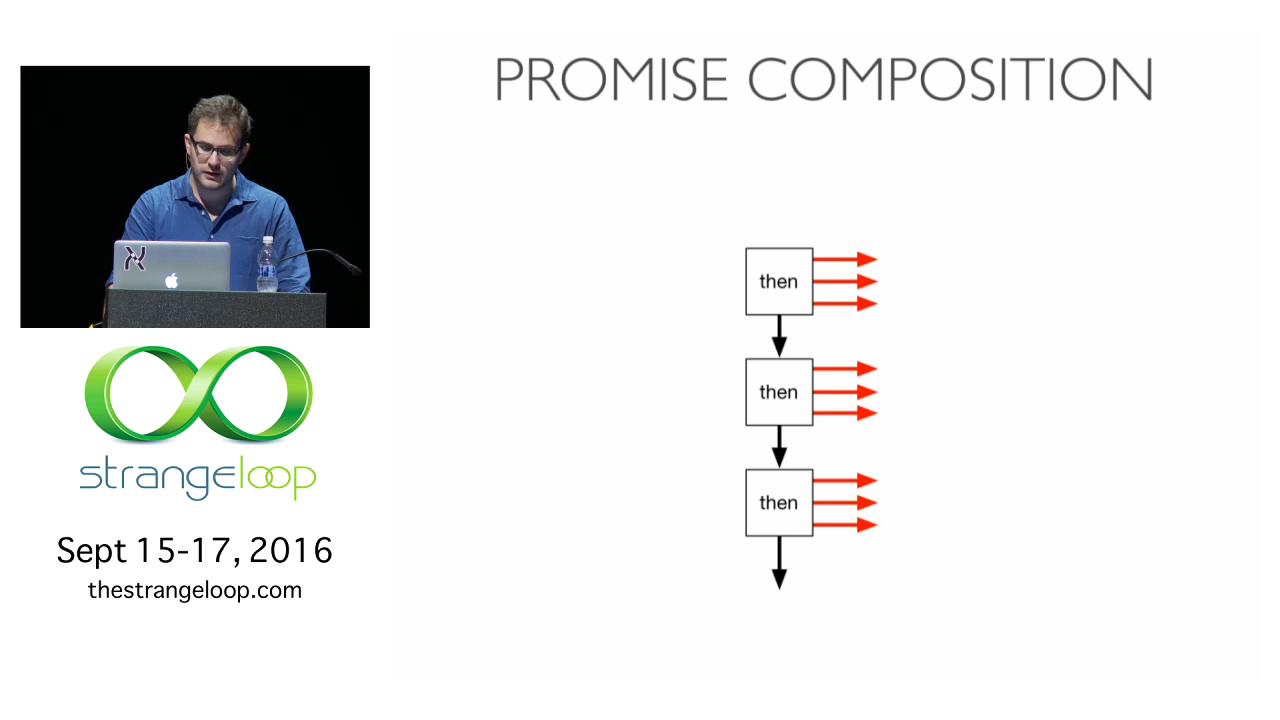 PROMISE COMPOSITION
then
then
then
strangeloop
Sept 15-17, 2016
thestrangeloop.com